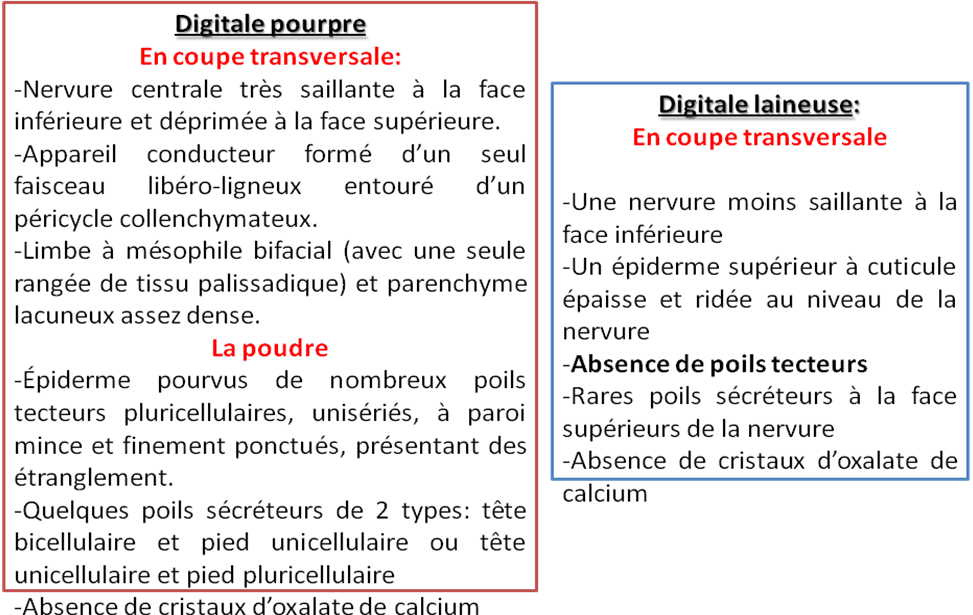 Digitale pourpre
En coupe transversale:
-Nervure centrale très saillante à la face
inférieure et déprimée à la face supérieure.
-Appareil conducteur formé d’un seul
faisceau libéro-ligneux entouré d’un
péricycle collenchymateux.
-Limbe à mésophile bifacial (avec une seule
rangée de tissu palissadique) et parenchyme
lacuneux assez dense.
La poudre
-Épiderme pourvus de nombreux poils
tecteurs pluricellulaires, unisériés, à paroi
mince et finement ponctués, présentant des
étranglement.
-Quelques poils sécréteurs de 2 types: tête
bicellulaire et pied unicellulaire ou tête
unicellulaire et pied pluricellulaire
-Absence de cristaux d’oxalate de calcium
Digitale laineuse:
En coupe transversale
-Une nervure moins saillante à la
face inférieure
-Un épiderme supérieur à cuticule
épaisse et ridée au niveau de la
nervure
-Absence de poils tecteurs
-Rares poils sécréteurs à la face
supérieurs de la nervure
-Absence de cristaux d’oxalate de
calcium